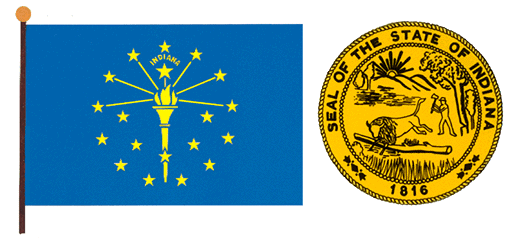 INDIANA
SEAL OF THE STATE OF INDIANA
1816